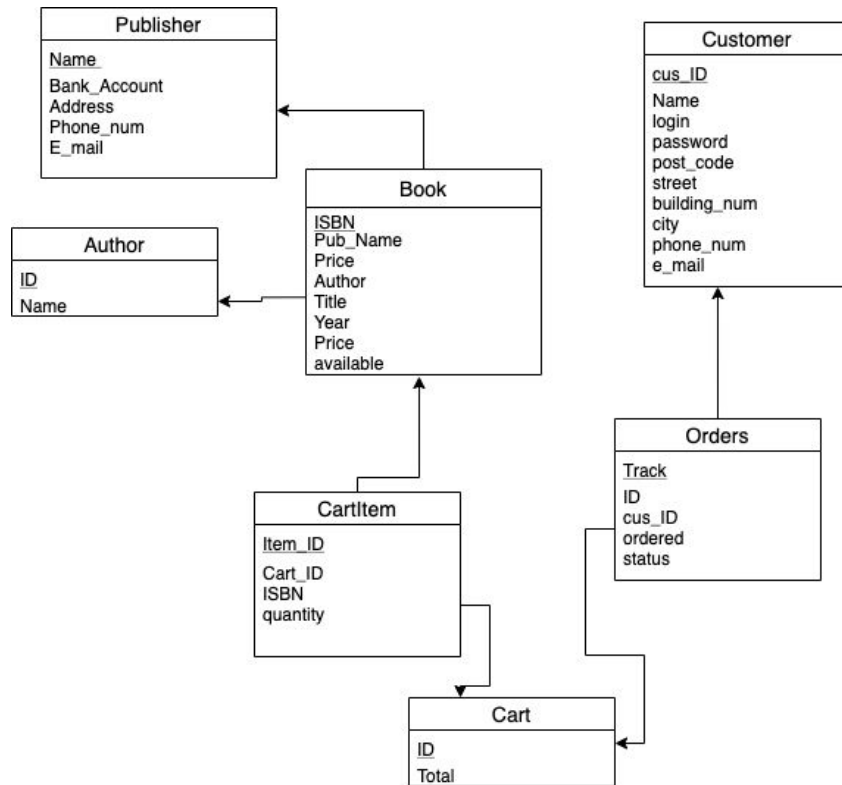 Publisher
Name
Bank_Account
Address
Phone_num
E_mail
Customer
cus_ID
Name
login
password
post_code
street
building_num
city
phone_num
e_mail
Book
ISBN
Pub_Name
Price
Author
Title
Year
Price
available
Author
ID
Name
Orders
Track
ID
cus_ID
ordered
status
CartItem
Item_ID
Cart_ID
ISBN
quantity
Cart
ID
Total